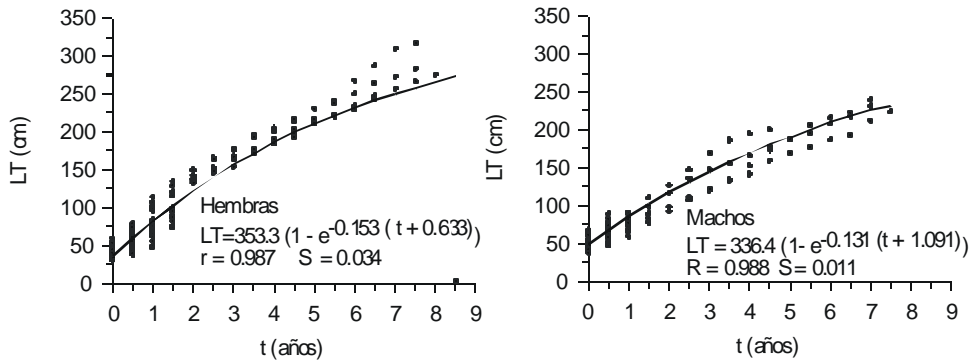 350
300
250
200
150
100
50
0
LT (cm)
Hembras
LT=353.3 (1 - e-0.153 ( t + 0.633))
r = 0.987 S = 0.034
0 1 2 3 4 5 6 7 8 9
t (años)
350
300
250
200
150
100
50
0
LT (cm)
Machos
LT = 336.4 (1- e-0.131 (t + 1.091))
R = 0.988 S = 0.011
0 1 2 3 4 5 6 7 8 9
t (años)